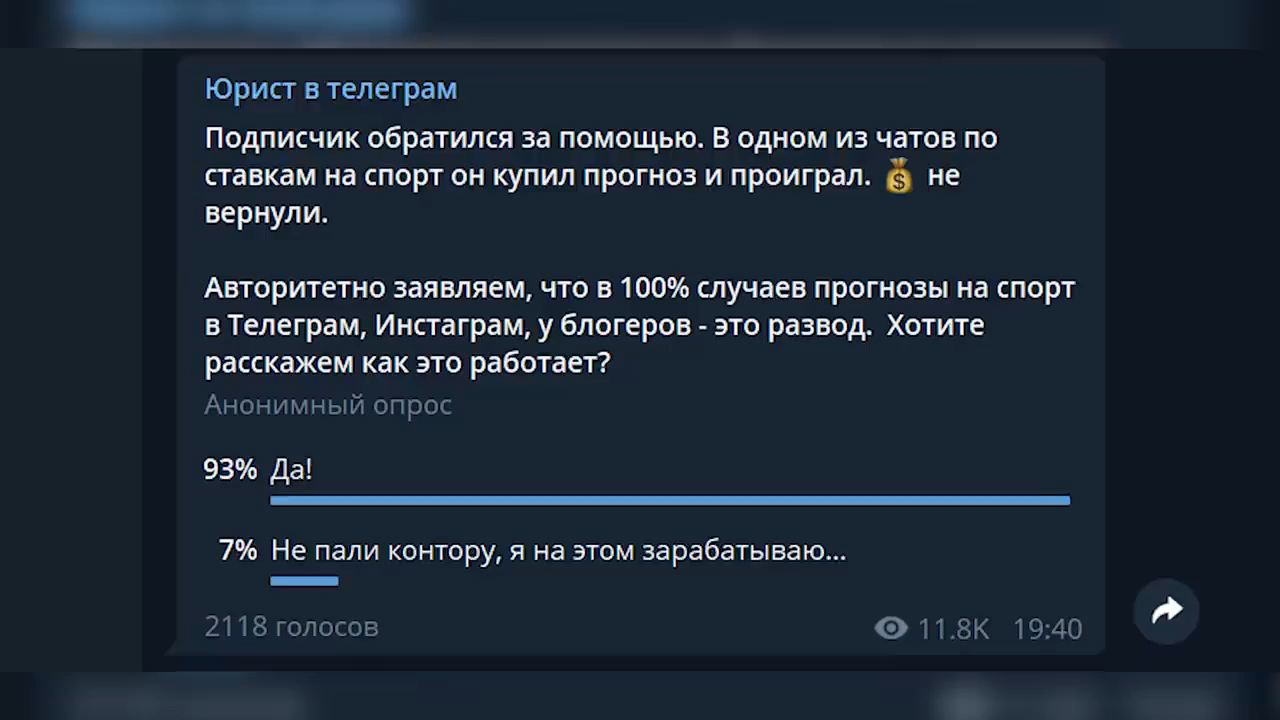 Юрист в телеграм
Подписчик обратился за помощью. В одном из чатов по
ставкам на спорт он купил прогноз и проиграл. 💰 не
вернули.
Авторитетно заявляем, что в 100% случаев прогнозы на спорт
в Телеграм, Инстаграм, у блогеров - это развод. Хотите
расскажем как это работает?
Анонимный опрос
93% Да!
7% Не пали контору, я на этом зарабатываю...
2118 голосов 11.8K 19:40